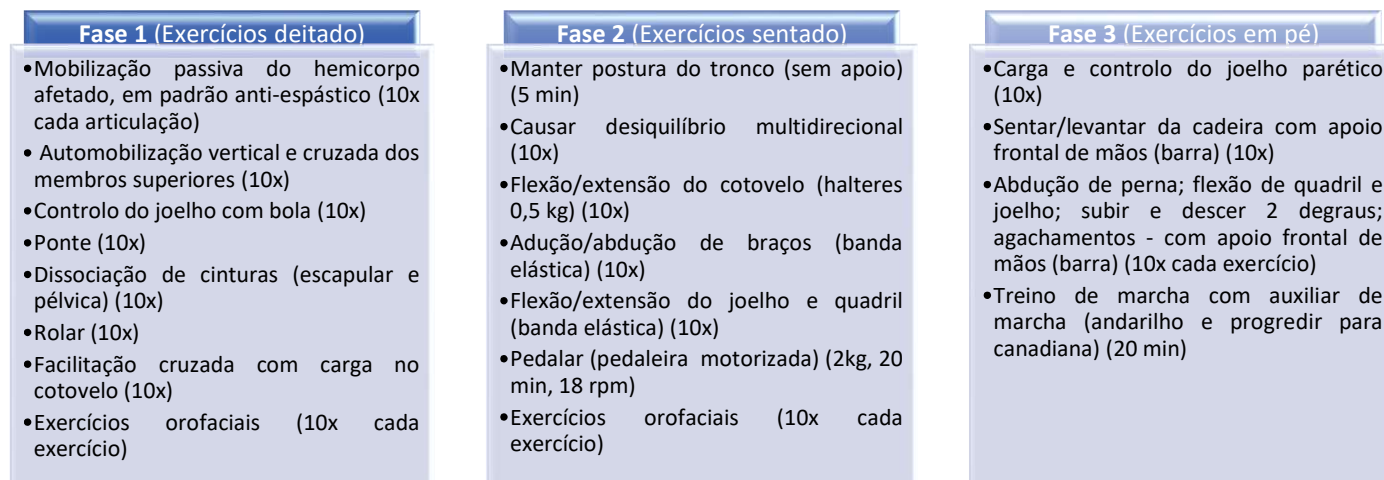 Fase 1 (Exercícios deitado)
•Mobilização passiva do hemicorpo
afetado, em padrão anti-espástico (10x
cada articulação)
• Automobilização vertical e cruzada dos
membros superiores (10x)
•Controlo do joelho com bola (10x)
•Ponte (10x)
•Dissociação de cinturas (escapular e
pélvica) (10x)
•Rolar (10x)
•Facilitação cruzada com carga no
cotovelo (10x)
•Exercícios orofaciais (10x cada
exercício)
Fase 2 (Exercícios sentado)
•Manter postura do tronco (sem apoio)
(5 min)
•Causar desiquilíbrio multidirecional
(10x)
•Flexão/extensão do cotovelo (halteres
0,5 kg) (10x)
•Adução/abdução de braços (banda
elástica) (10x)
•Flexão/extensão do joelho e quadril
(banda elástica) (10x)
•Pedalar (pedaleira motorizada) (2kg, 20
min, 18 rpm)
•Exercícios orofaciais (10x cada
exercício)
Fase 3 (Exercícios em pé)
•Carga e controlo do joelho parético
(10x)
•Sentar/levantar da cadeira com apoio
frontal de mãos (barra) (10x)
•Abdução de perna; flexão de quadril e
joelho; subir e descer 2 degraus;
agachamentos - com apoio frontal de
mãos (barra) (10x cada exercício)
•Treino de marcha com auxiliar de
marcha (andarilho e progredir para
canadiana) (20 min)